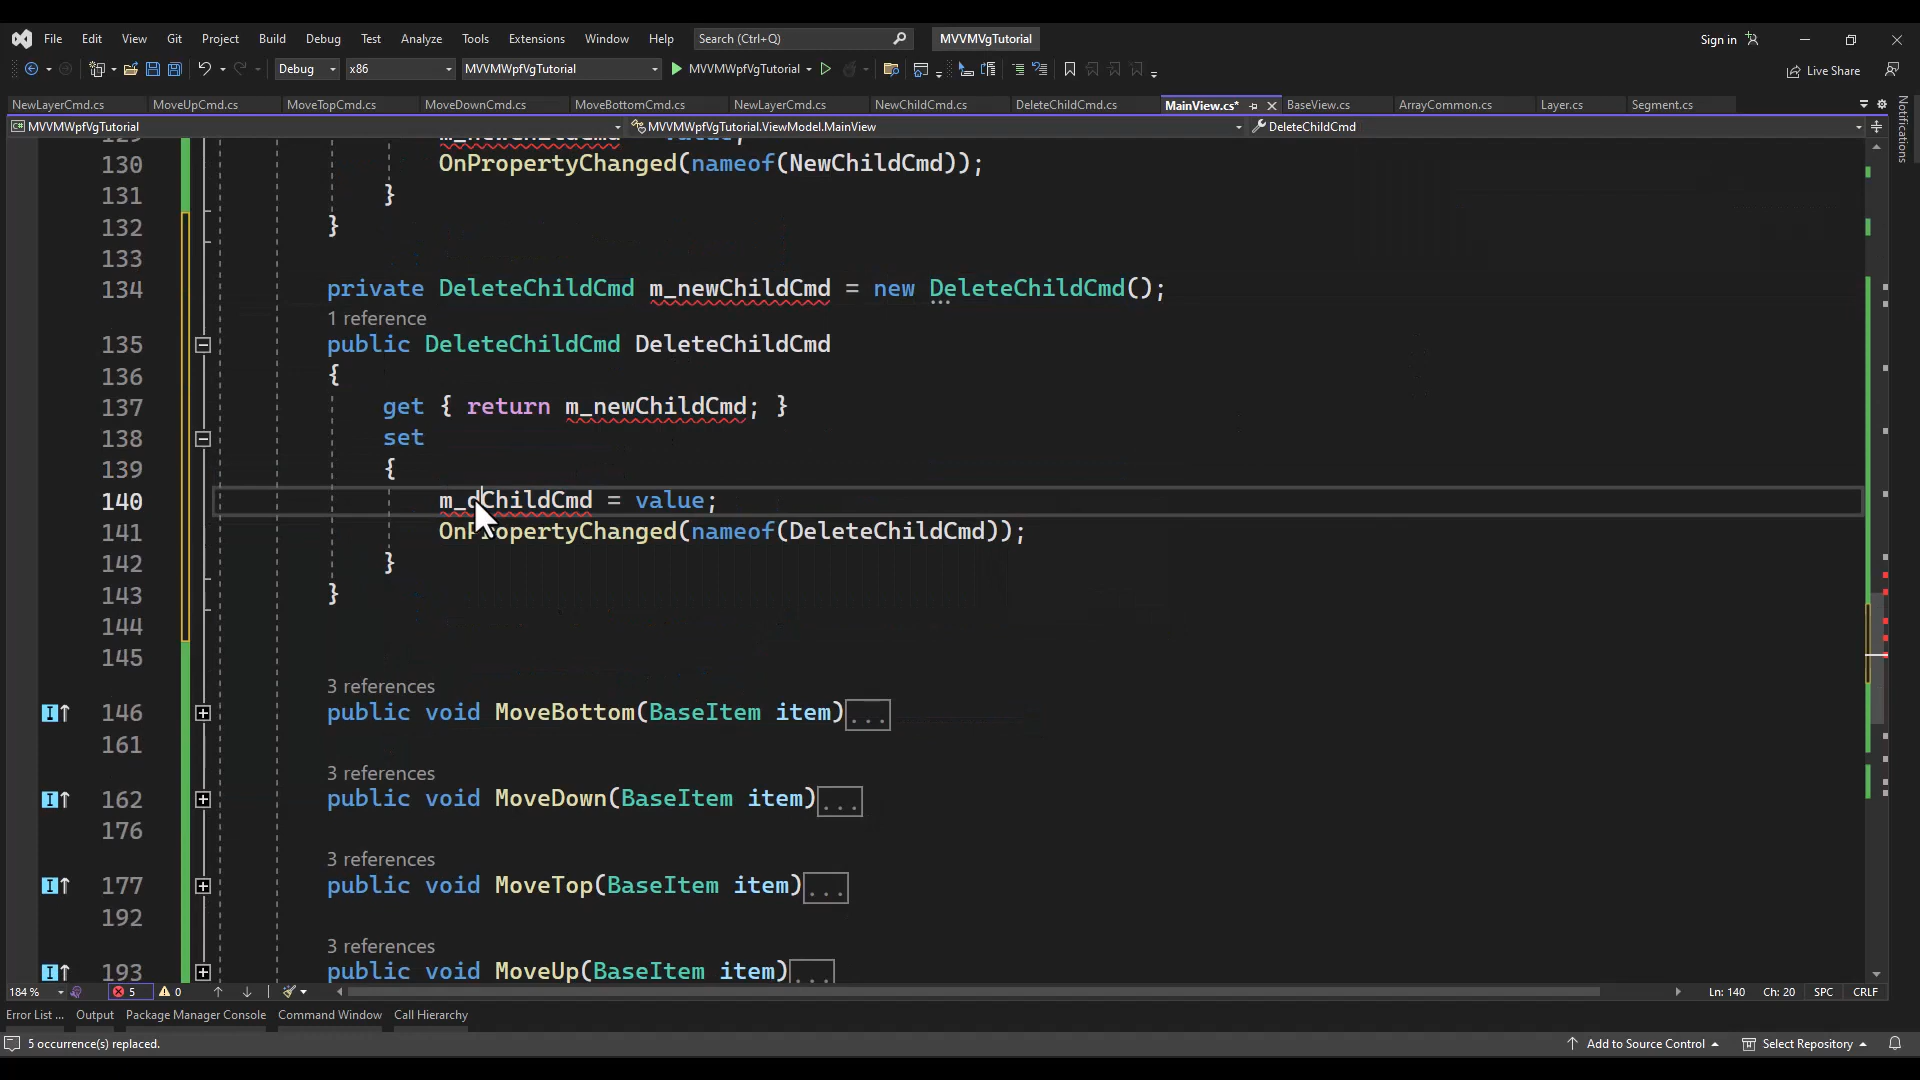 File Edit View Git Project Build Debug Test Analyze Tools Extensions Window Help Search (Ctrl+Q) MVVMVgTutorial Sign in
Debug x86 MVVMWpfVgTutorial MVVMWpfVgTutorial Live Share
NewLayerCmd.cs MoveUpCmd.cs MoveTopCmd.cs MoveDownCmd.cs MoveBottomCmd.cs NewLayerCmd.cs NewChildCmd.cs DeleteChildCmd.cs MainView.cs* BaseView.cs ArrayCommon.cs Layer.cs Segment.cs
MVVMWpfVgTutorial MVVMWpfVgTutorial.ViewModel.MainView DeleteChildCmd
Notifications
129 m_newChildCmd = value;
130 OnPropertyChanged(nameof(NewChildCmd));
131 }
132 }
133
134 private DeleteChildCmd m_newChildCmd = new DeleteChildCmd();
1 reference
135 public DeleteChildCmd DeleteChildCmd
136 {
137 get { return m_newChildCmd; }
138 set
139 {
140 m_dChildCmd = value;
141 OnPropertyChanged(nameof(DeleteChildCmd));
142 }
143 }
144
145
3 references
146 public void MoveBottom(BaseItem item)...
161
3 references
162 public void MoveDown(BaseItem item)...
176
3 references
177 public void MoveTop(BaseItem item)...
192
3 references
193 public void MoveUp(BaseItem item)...
184 % 5 0 Ln: 140 Ch: 20 SPC CRLF
Error List ... Output Package Manager Console Command Window Call Hierarchy
5 occurrence(s) replaced. Add to Source Control Select Repository